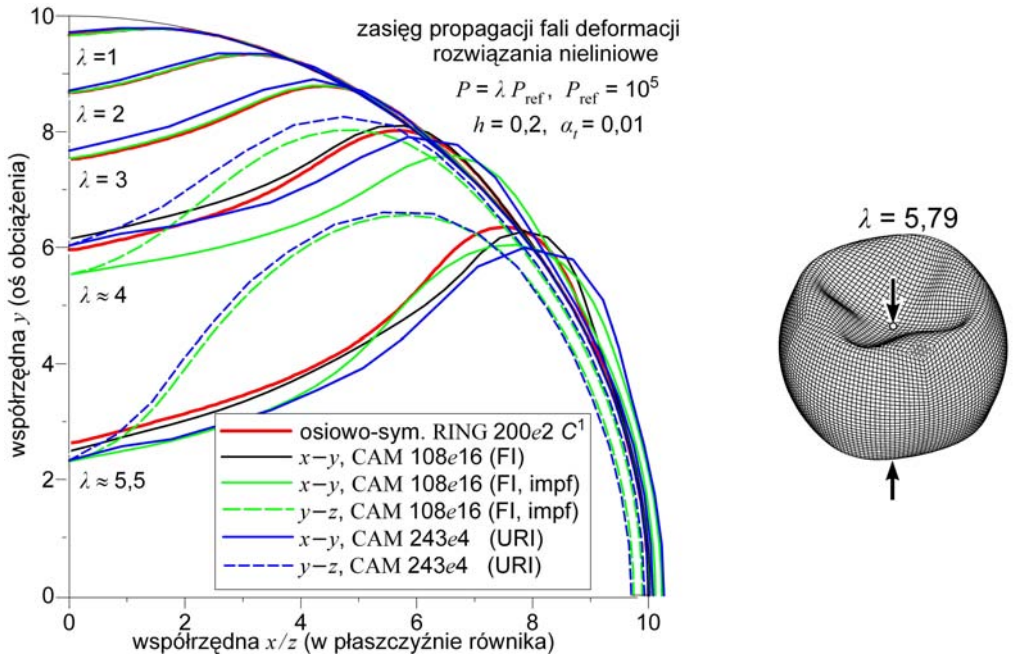 zasięg propagacji fali deformacji
rozwiązania nieliniowe
P = λ P_ref, P_ref = 10⁵
h = 0,2, α_t = 0,01
współrzędna y (oś obciążenia)
10
8
6
4
2
0
λ = 1
λ = 2
λ = 3
λ ≈ 4
λ ≈ 5,5
osiowo-sym. RING 200e2 C¹
x−y, CAM 108e16 (FI)
x−y, CAM 108e16 (FI, impf)
y−z, CAM 108e16 (FI, impf)
x−y, CAM 243e4 (URI)
y−z, CAM 243e4 (URI)
0 2 4 6 8 10
współrzędna x/z (w płaszczyźnie równika)
λ = 5,79